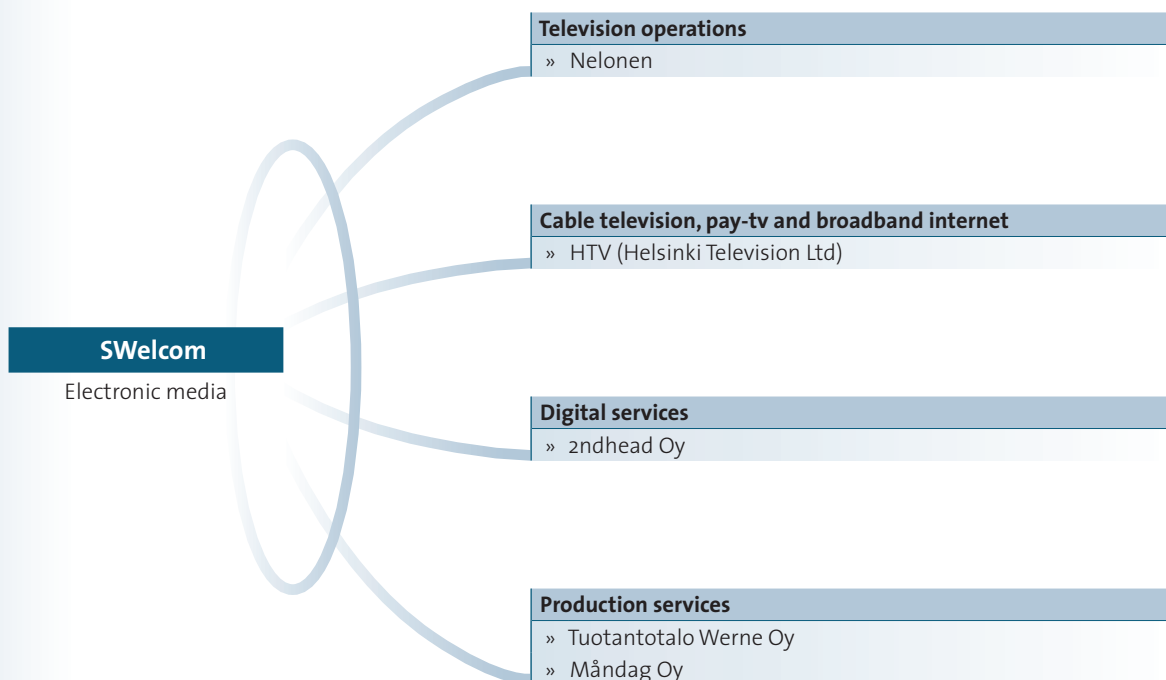 Television operations
» Nelonen
Cable television, pay-tv and broadband internet
» HTV (Helsinki Television Ltd)
SWelcom
Electronic media
Digital services
» 2ndhead Oy
Production services
» Tuotantotalo Werne Oy
» Måndag Oy